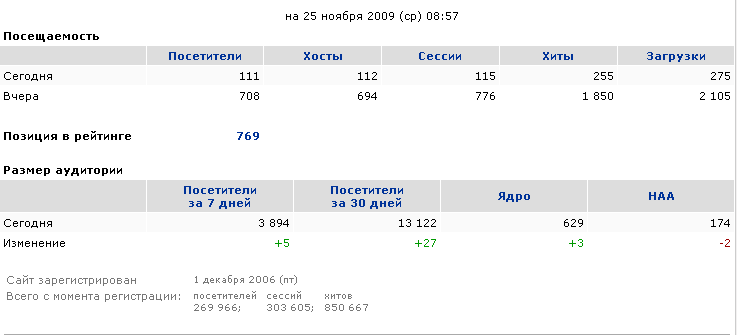 на 25 ноября 2009 (ср) 08:57
Посещаемость
Посетители Хосты Сессии Хиты Загрузки
Сегодня 111 112 115 255 275
Вчера 708 694 776 1 850 2 105
Позиция в рейтинге 769
Размер аудитории
Посетители за 7 дней Посетители за 30 дней Ядро НАА
Сегодня 3 894 13 122 629 174
Изменение +5 +27 +3 -2
Сайт зарегистрирован 1 декабря 2006 (пт)
Всего с момента регистрации: посетителей сессий хитов
269 966; 303 605; 850 667